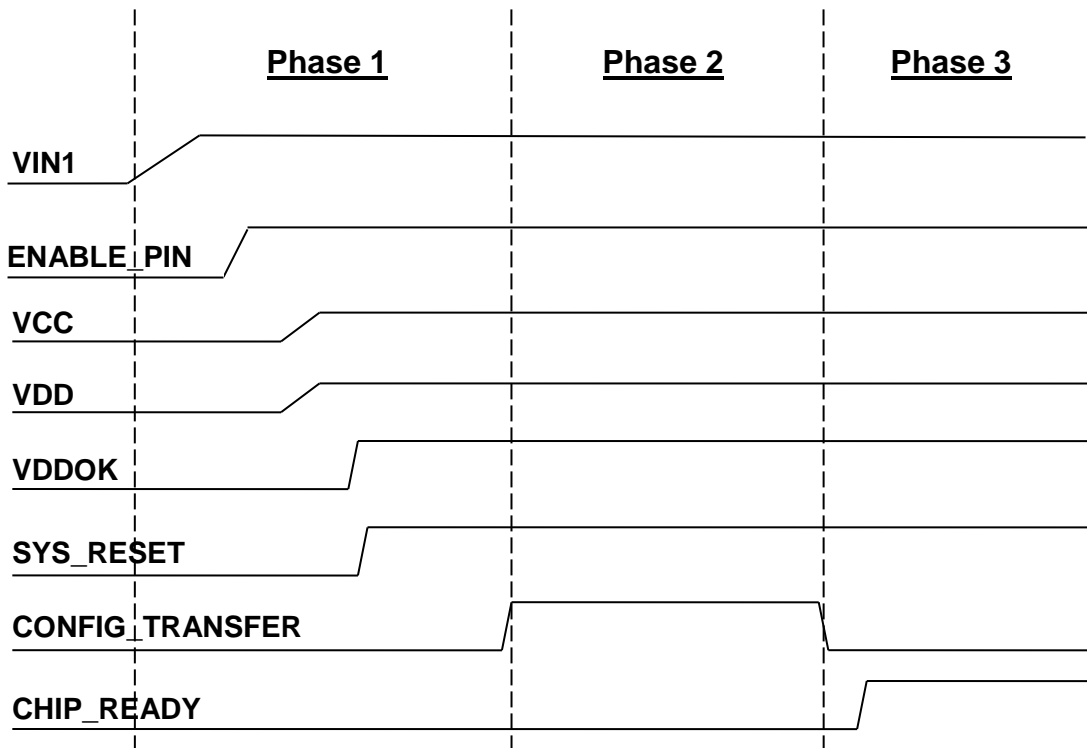 Phase 1 Phase 2 Phase 3
VIN1
ENABLE_PIN
VCC
VDD
VDDOK
SYS_RESET
CONFIG_TRANSFER
CHIP_READY